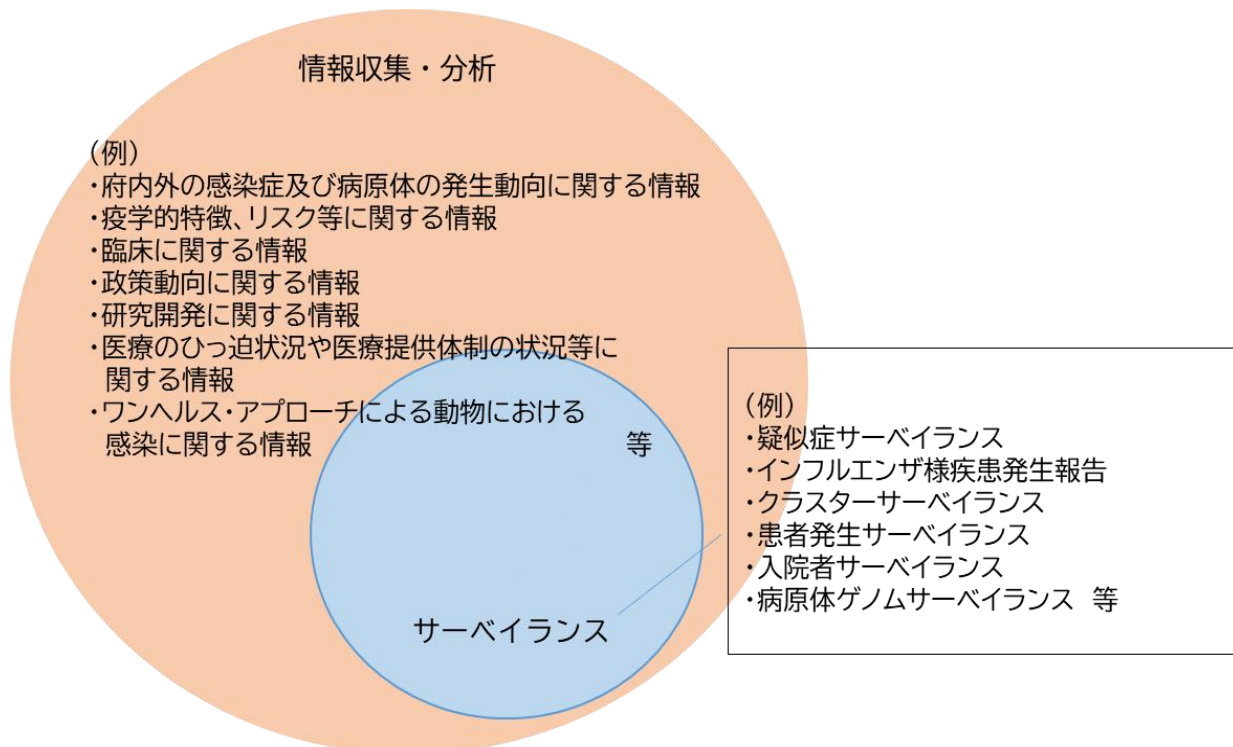 情報収集・分析
（例）
・府内外の感染症及び病原体の発生動向に関する情報
・疫学的特徴、リスク等に関する情報
・臨床に関する情報
・政策動向に関する情報
・研究開発に関する情報
・医療のひっ迫状況や医療提供体制の状況等に
関する情報
・ワンヘルス・アプローチによる動物における
感染に関する情報　等
サーベイランス
（例）
・疑似症サーベイランス
・インフルエンザ様疾患発生報告
・クラスターサーベイランス
・患者発生サーベイランス
・入院者サーベイランス
・病原体ゲノムサーベイランス　等